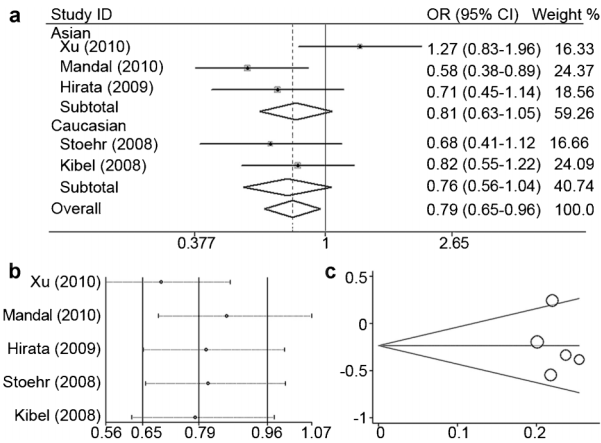 a
Study ID OR (95% CI) Weight %
Asian
Xu (2010) 1.27 (0.83-1.96) 16.33
Mandal (2010) 0.58 (0.38-0.89) 24.37
Hirata (2009) 0.71 (0.45-1.14) 18.56
Subtotal 0.81 (0.63-1.05) 59.26
Caucasian
Stoehr (2008) 0.68 (0.41-1.12 16.66
Kibel (2008) 0.82 (0.55-1.22) 24.09
Subtotal 0.76 (0.56-1.04) 40.74
Overall 0.79 (0.65-0.96) 100.0
0.377 1 2.65
b
Xu (2010)
Mandal (2010)
Hirata (2009)
Stoehr (2008)
Kibel (2008)
0.56 0.65 0.79 0.96 1.07
c
0.5
0
-0.5
-1
0 0.1 0.2